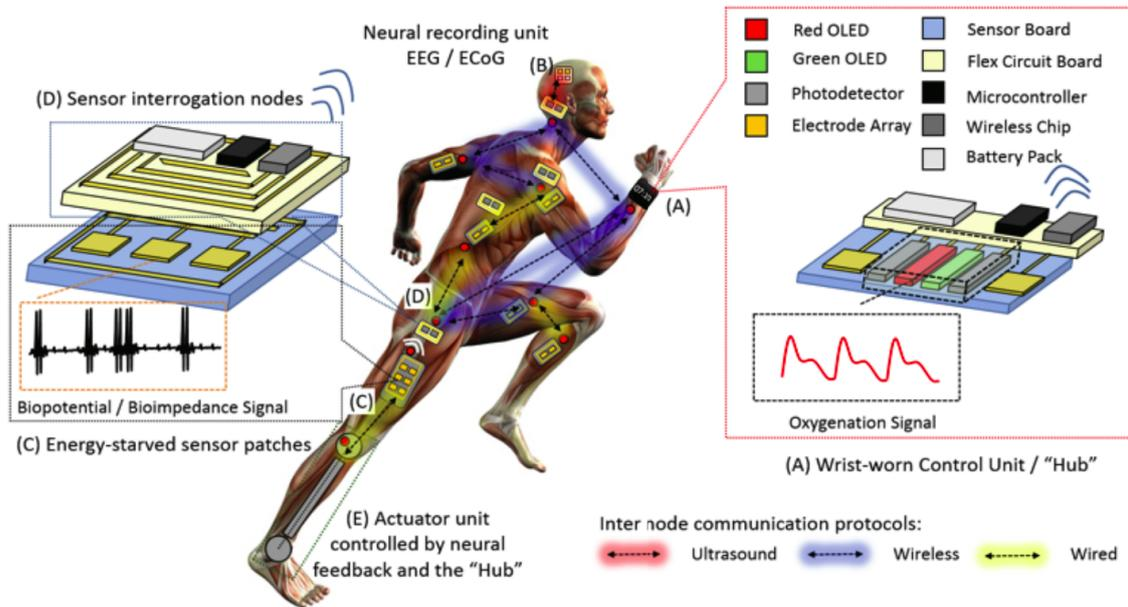 Neural recording unit
EEG / ECoG
(B)
(D) Sensor interrogation nodes
Biopotential / Bioimpedance Signal
(C) Energy-starved sensor patches
(D)
(C)
(A)
(E) Actuator unit
controlled by neural
feedback and the “Hub”
Red OLED
Green OLED
Photodetector
Electrode Array
Sensor Board
Flex Circuit Board
Microcontroller
Wireless Chip
Battery Pack
Oxygenation Signal
(A) Wrist-worn Control Unit / “Hub”
Inter node communication protocols:
Ultrasound
Wireless
Wired